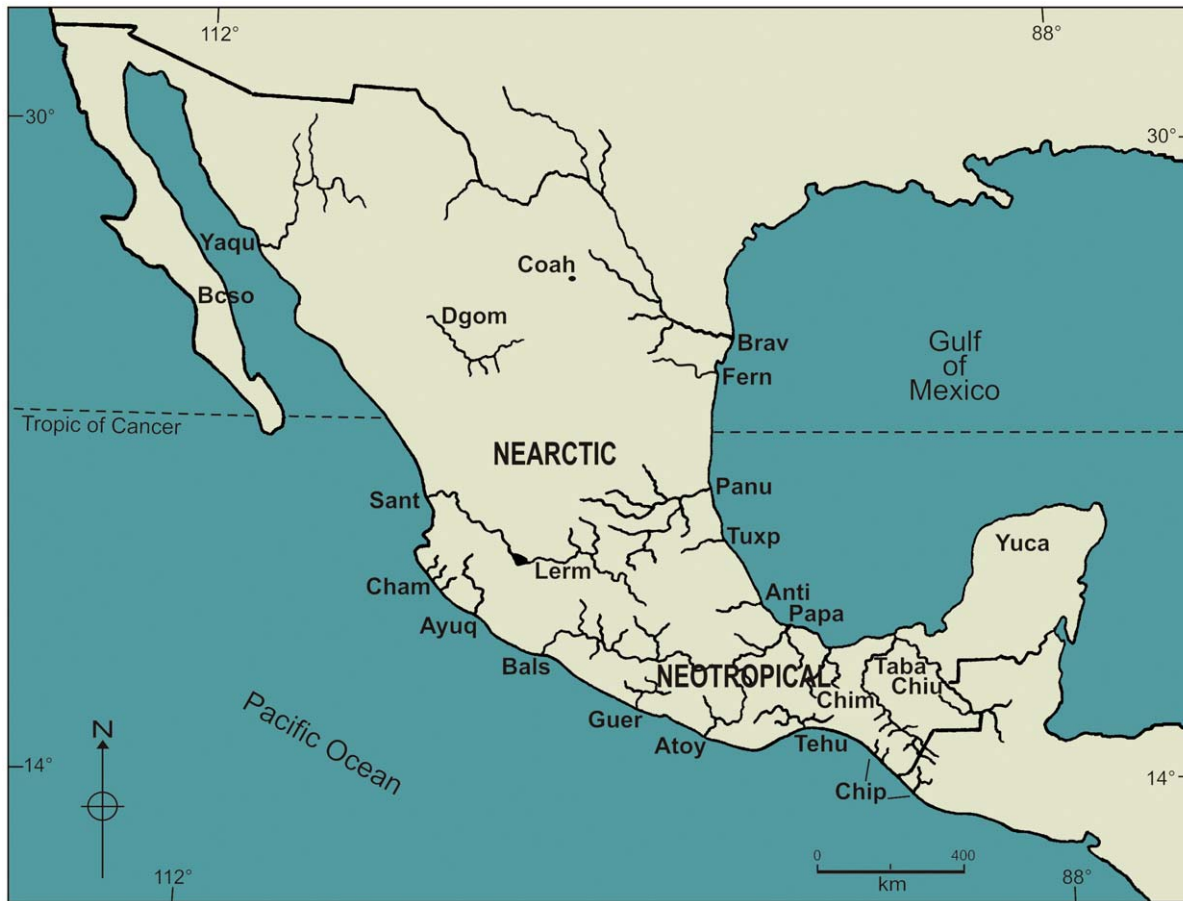 112°
88°
30°
30°
Yaqu
Coah
Bcso
Dgom
Brav
Gulf
of
Mexico
Fern
Tropic of Cancer
NEARCTIC
Sant
Panu
Tuxp
Yuca
Lerm
Cham
Anti
Papa
Ayuq
Bals
NEOTROPICAL
Taba
Chiu
Chim
Guer
Atoy
Tehu
Pacific Ocean
N
14°
14°
Chip
0 400
km
112°
88°